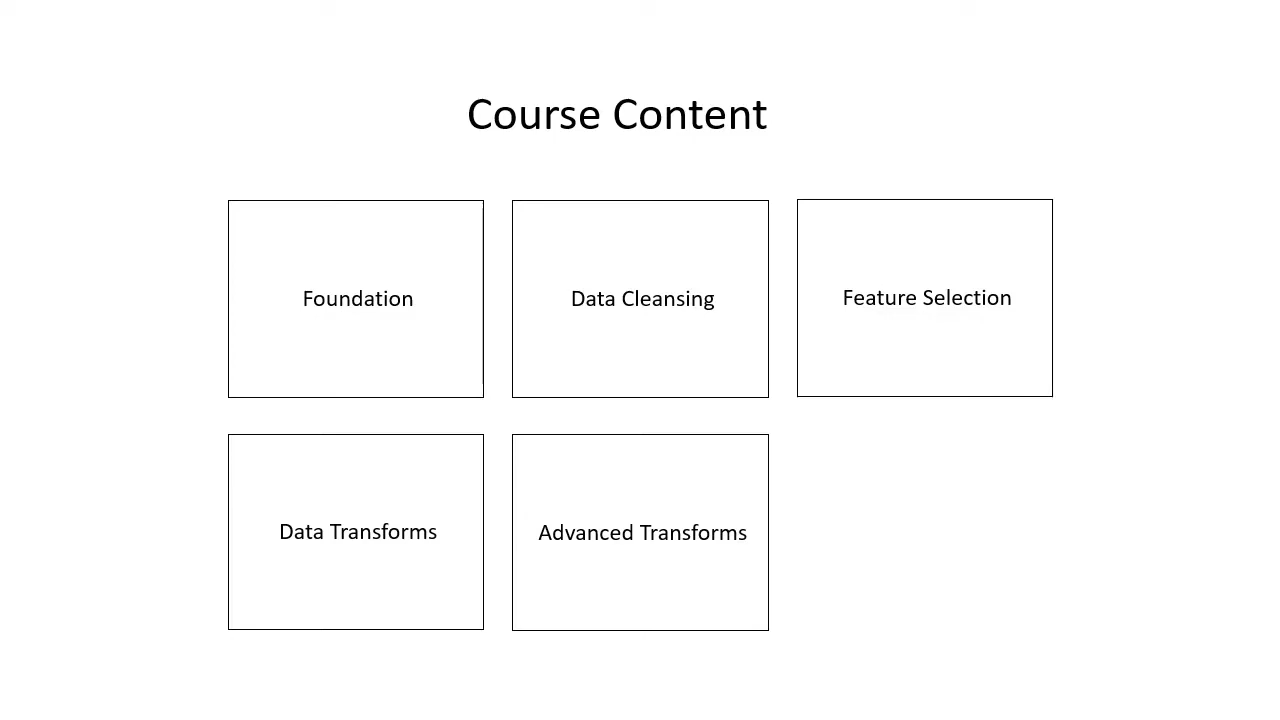 Course Content
Foundation
Data Cleansing
Feature Selection
Data Transforms
Advanced Transforms